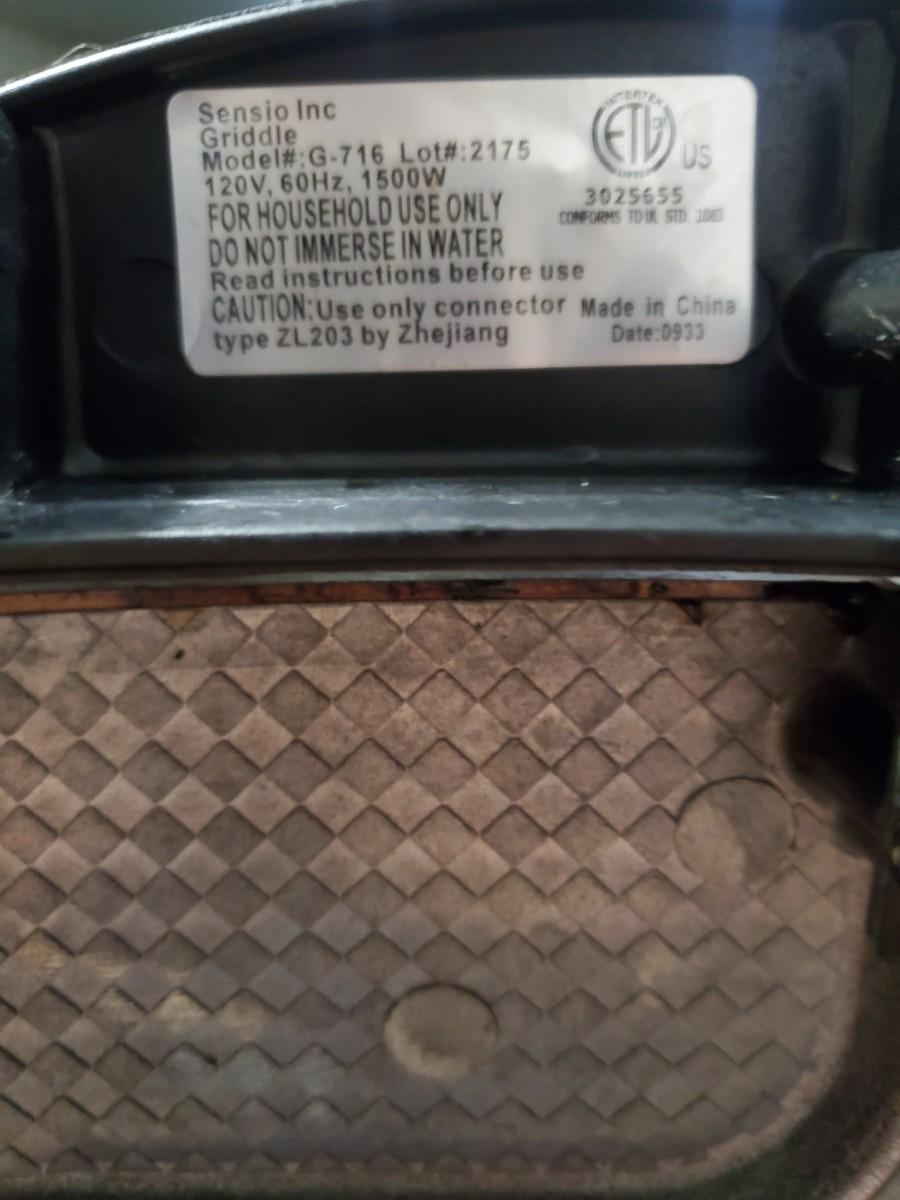 Sensio Inc
Griddle
Model#:G-716 Lot#:2175
120V, 60Hz, 1500W
FOR HOUSEHOLD USE ONLY
DO NOT IMMERSE IN WATER
Read instructions before use
CAUTION:Use only connector
type ZL203 by Zhejiang
INTERTEK
ETL
LISTED
US
3025655
CONFORMS TO UL STD. 1083
Made in China
Date:0933